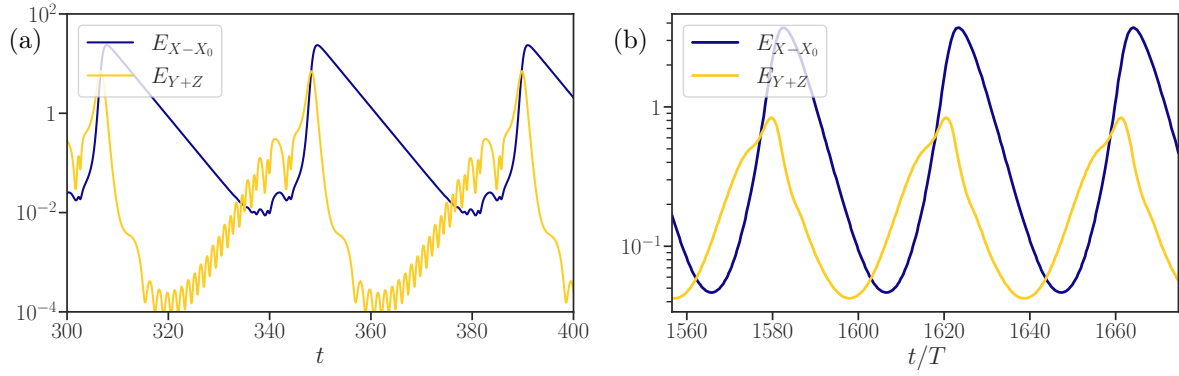 (a)
10^2
1
10^{-2}
10^{-4}
E_{X−X_0}
E_{Y+Z}
300 320 340 360 380 400
t
(b)
1
10^{-1}
E_{X−X_0}
E_{Y+Z}
1560 1580 1600 1620 1640 1660
t/T